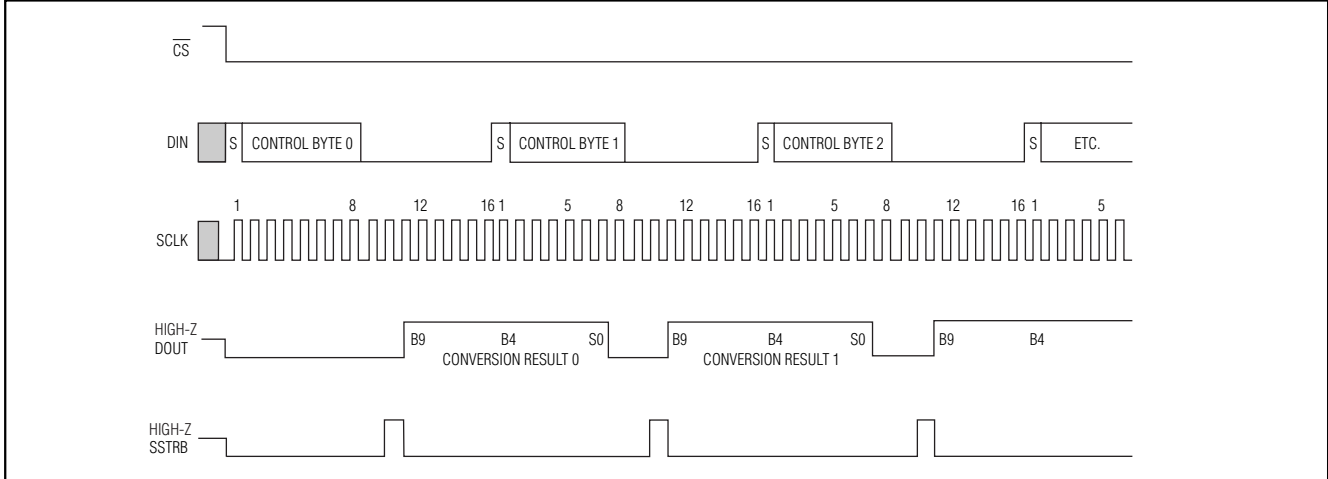 CS
DIN S CONTROL BYTE 0 S CONTROL BYTE 1 S CONTROL BYTE 2 S ETC.
1 8 12 16 1 5 8 12 16 1 5 8 12 16 1 5
SCLK
HIGH-Z
DOUT
B9 B4 S0 B9 B4 S0 B9 B4
CONVERSION RESULT 0 CONVERSION RESULT 1
HIGH-Z
SSTRB